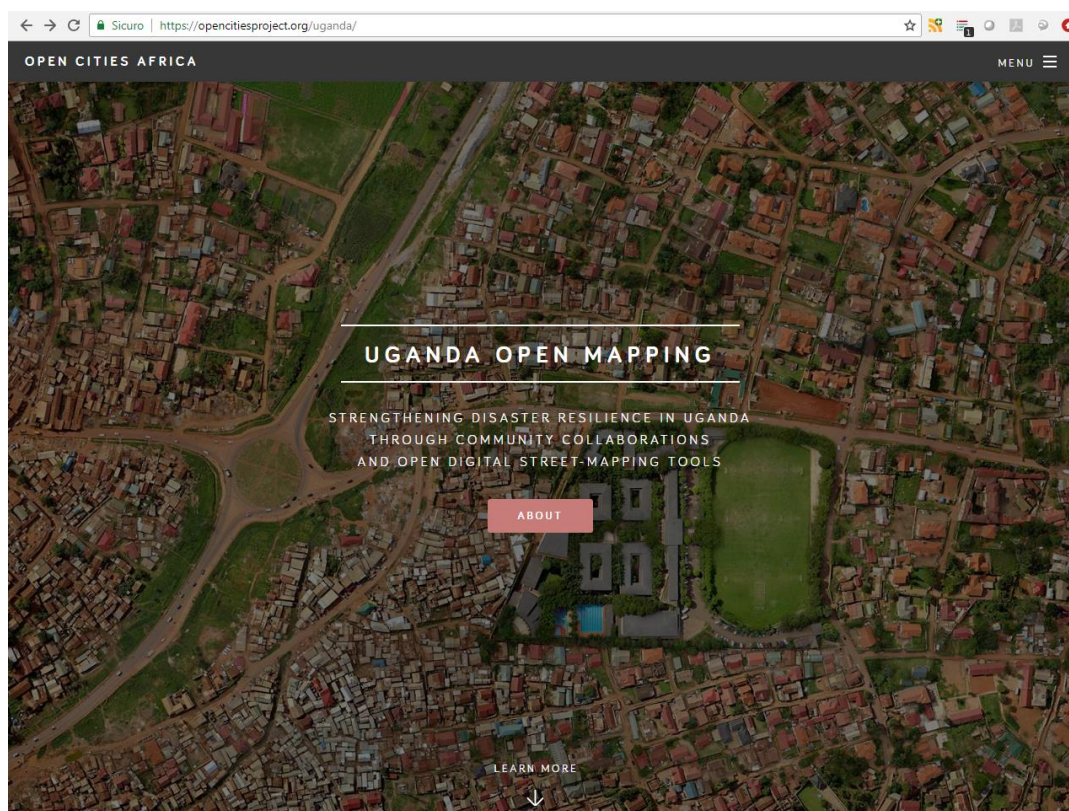 Sicuro | https://opencitiesproject.org/uganda/
1
OPEN CITIES AFRICA
MENU
UGANDA OPEN MAPPING
STRENGTHENING DISASTER RESILIENCE IN UGANDA
THROUGH COMMUNITY COLLABORATIONS
AND OPEN DIGITAL STREET-MAPPING TOOLS
ABOUT
LEARN MORE